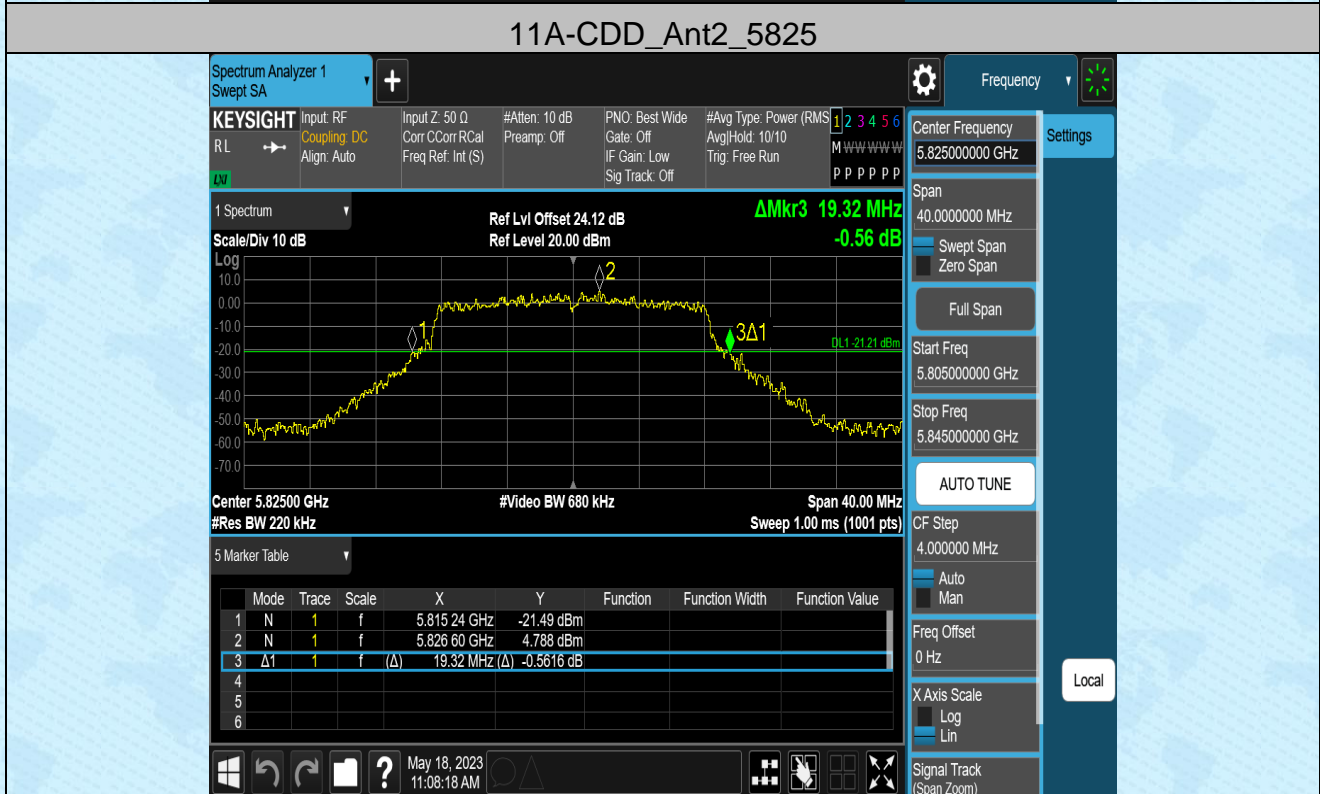 11A-CDD_Ant2_5825
Spectrum Analyzer 1
Swept SA
Frequency
KEYSIGHT
RL
LXI
Input: RF
Coupling: DC
Align: Auto
Input Z: 50 Ω
Corr CCorr RCal
Freq Ref: Int (S)
#Atten: 10 dB
Preamp: Off
PNO: Best Wide
Gate: Off
IF Gain: Low
Sig Track: Off
#Avg Type: Power (RMS
Avg|Hold: 10/10
Trig: Free Run
1 2 3 4 5 6
M W W W W W
P P P P P P
Center Frequency
5.825000000 GHz
Settings
Span
40.0000000 MHz
Swept Span
Zero Span
Full Span
Start Freq
5.805000000 GHz
Stop Freq
5.845000000 GHz
AUTO TUNE
CF Step
4.000000 MHz
Auto
Man
Freq Offset
0 Hz
X Axis Scale
Log
Lin
Signal Track
(Span Zoom)
Local
1 Spectrum
Scale/Div 10 dB
Ref Lvl Offset 24.12 dB
Ref Level 20.00 dBm
ΔMkr3 19.32 MHz
-0.56 dB
Log
10.0
0.00
-10.0
-20.0
-30.0
-40.0
-50.0
-60.0
-70.0
1
2
3Δ1
DL1 -21.21 dBm
Center 5.82500 GHz
#Video BW 680 kHz
Span 40.00 MHz
#Res BW 220 kHz
Sweep 1.00 ms (1001 pts)
5 Marker Table
Mode Trace Scale X Y Function Function Width Function Value
1 N 1 f 5.815 24 GHz -21.49 dBm
2 N 1 f 5.826 60 GHz 4.788 dBm
3 Δ1 1 f (Δ) 19.32 MHz (Δ) -0.5616 dB
4
5
6
?
May 18, 2023
11:08:18 AM